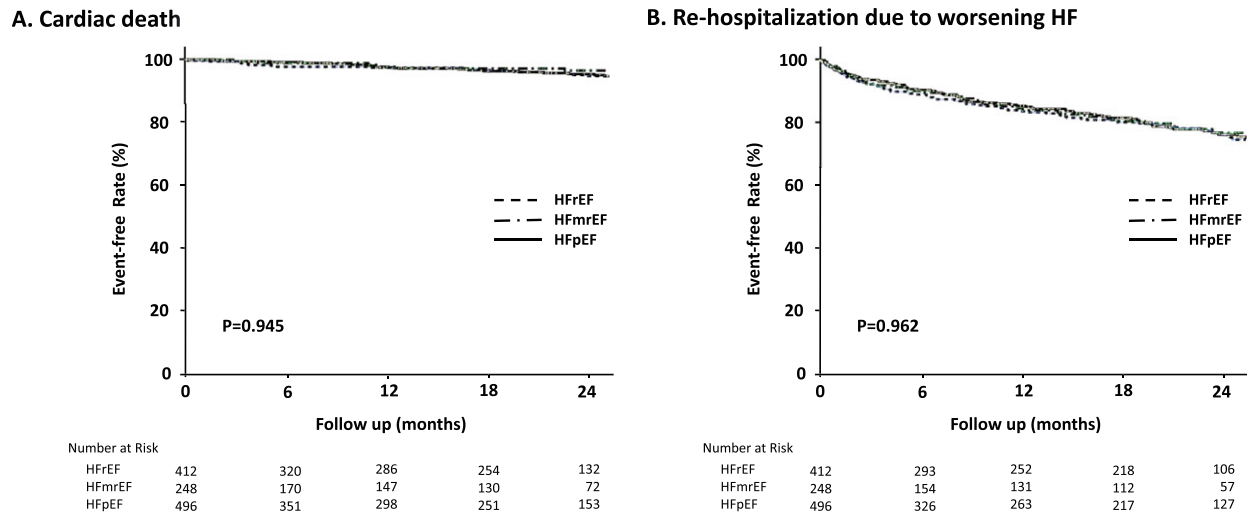 A. Cardiac death
Event-free Rate (%)
100
80
60
40
20
0
HFrEF
HFmrEF
HFpEF
P=0.945
0 6 12 18 24
Follow up (months)
Number at Risk
HFrEF 412 320 286 254 132
HFmrEF 248 170 147 130 72
HFpEF 496 351 298 251 153
B. Re-hospitalization due to worsening HF
Event-free Rate (%)
100
80
60
40
20
0
HFrEF
HFmrEF
HFpEF
P=0.962
0 6 12 18 24
Follow up (months)
Number at Risk
HFrEF 412 293 252 218 106
HFmrEF 248 154 131 112 57
HFpEF 496 326 263 217 127